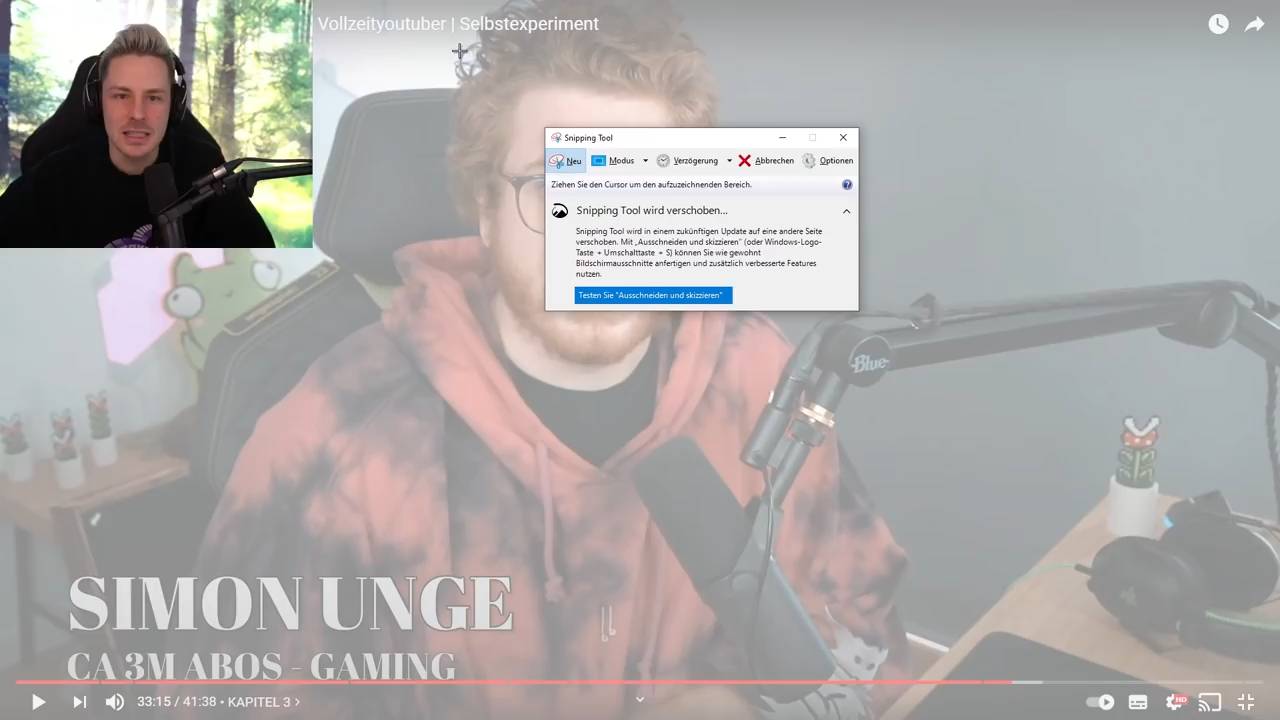 Vollzeityoutuber | Selbstexperiment
Snipping Tool
Neu Modus Verzögerung Abbrechen Optionen
Ziehen Sie den Cursor um den aufzuzeichnenden Bereich.
Snipping Tool wird verschoben...
Snipping Tool wird in einem zukünftigen Update auf eine andere Seite
verschoben. Mit „Ausschneiden und skizzieren" (oder Windows-Logo-
Taste + Umschalttaste + S) können Sie wie gewohnt
Bildschirmausschnitte anfertigen und zusätzlich verbesserte Features
nutzen.
Testen Sie "Ausschneiden und skizzieren"
Blue
SIMON UNGE
CA 3M ABOS - GAMING
33:15 / 41:38 • KAPITEL 3 >
HD